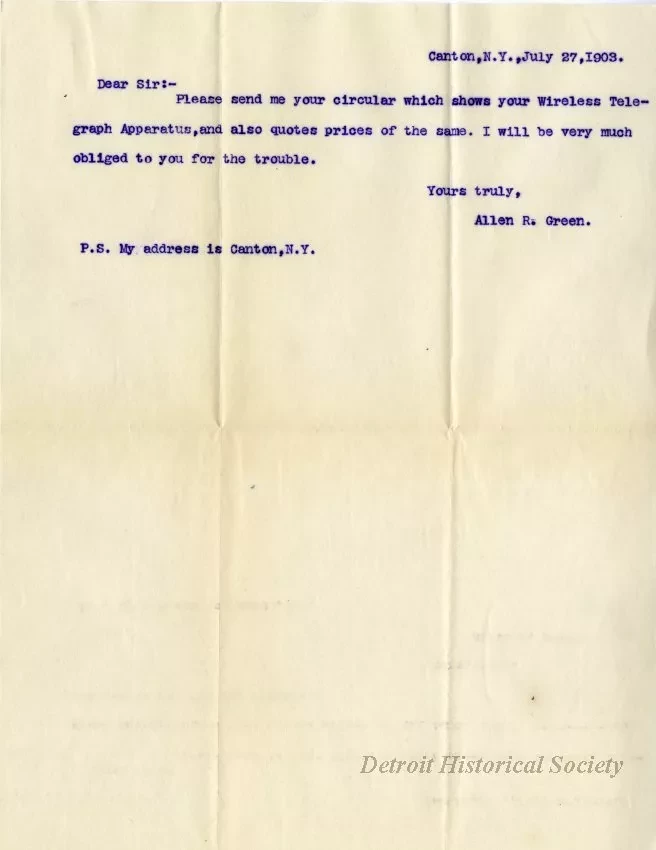 Canton,N.Y.,July 27,1903.
Dear Sir:-
Please send me your circular which shows your Wireless Tele-
graph Apparatus,and also quotes prices of the same. I will be very much
obliged to you for the trouble.
Yours truly,
Allen R. Green.
P.S. My address is Canton,N.Y.
Detroit Historical Society